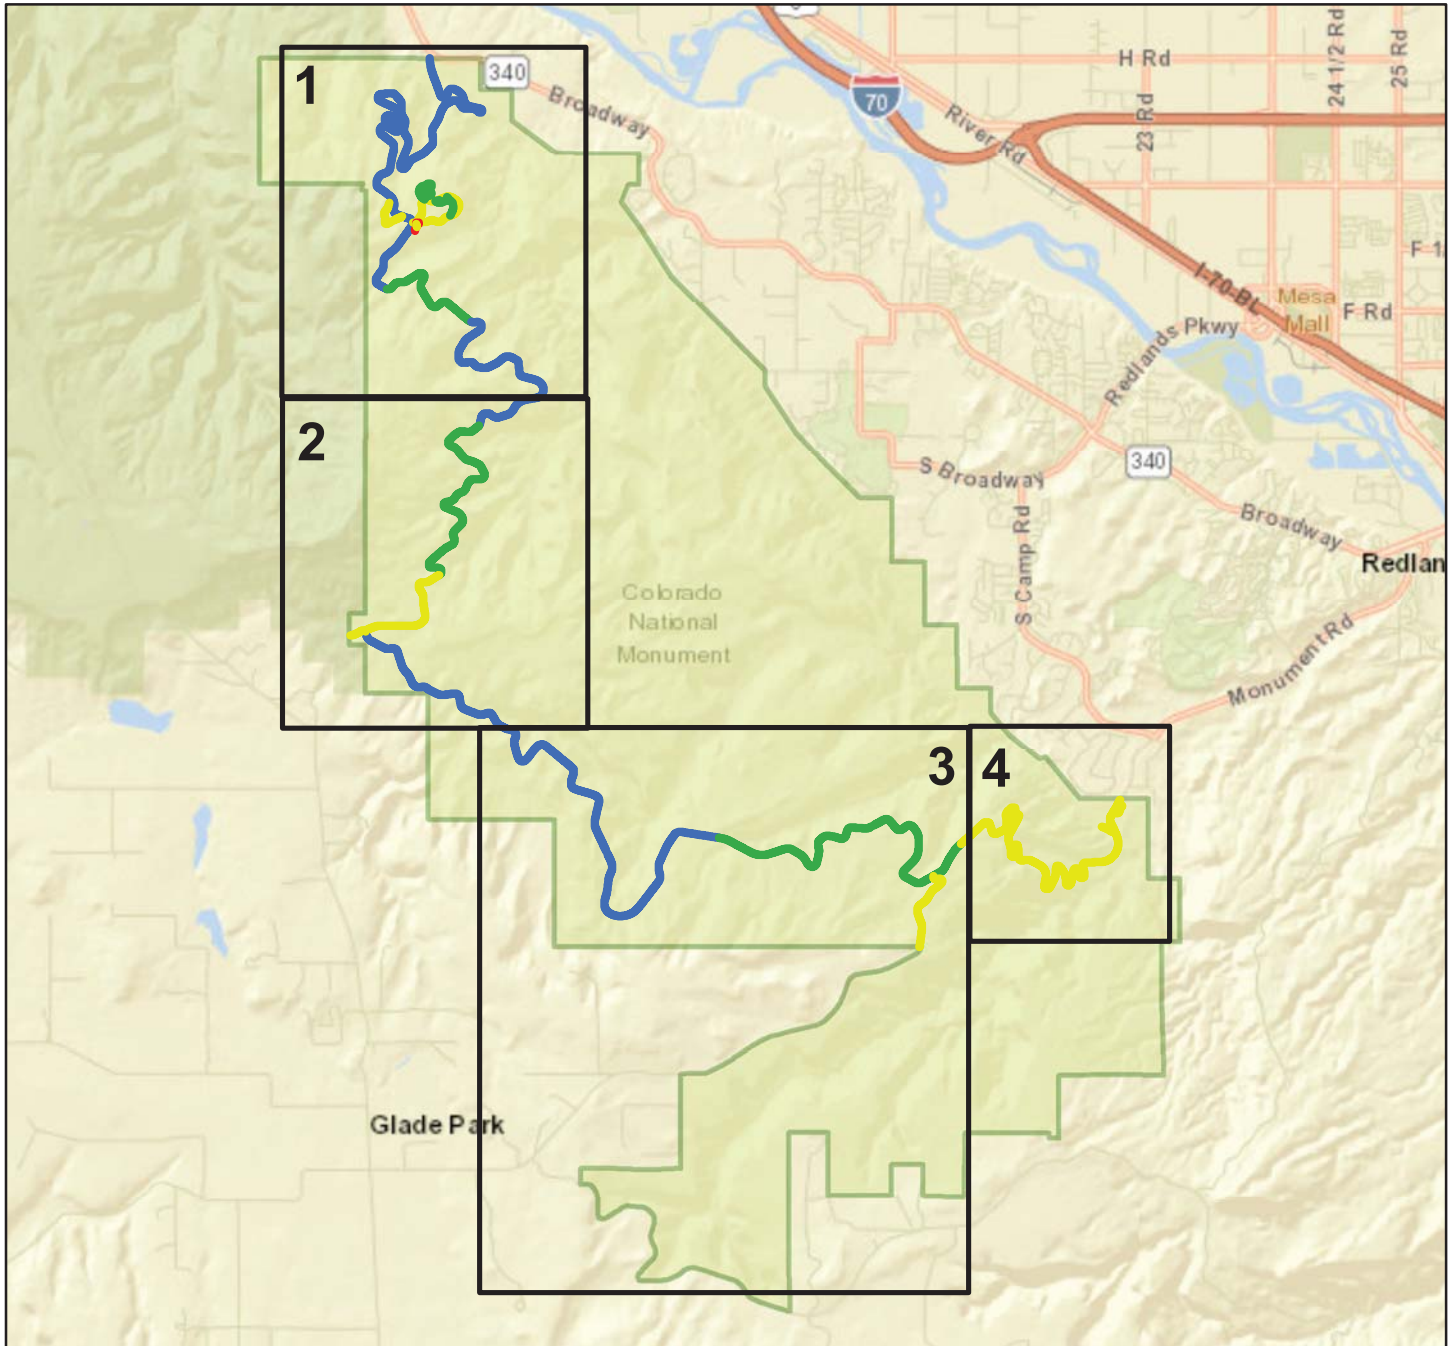 1
340
Broadway
70
H Rd
24 1/2 Rd
25 Rd
River Rd
23 Rd
F 1
I-70-BL
Mesa
Mall
F Rd
Redlands Pkwy
2
S Broadway
340
Broadway
S Camp Rd
Redlan
Colorado
National
Monument
Monument Rd
3
4
Glade Park